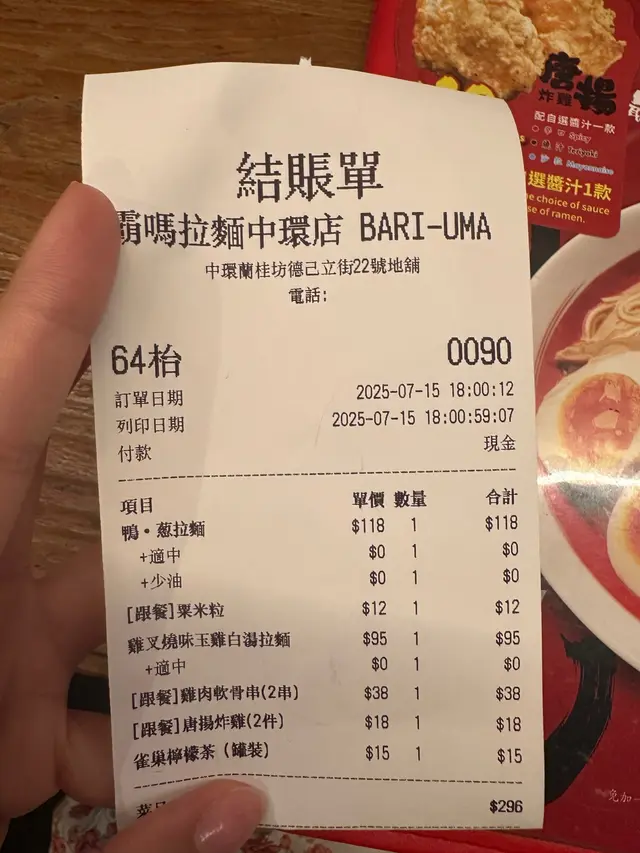 結賬單
霸嗎拉麵中環店 BARI-UMA
中環蘭桂坊德己立街22號地舖
電話:
64枱 0090
訂單日期 2025-07-15 18:00:12
列印日期 2025-07-15 18:00:59:07
付款 現金
項目 單價 數量 合計
鴨・蔥拉麵 $118 1 $118
+適中 $0 1 $0
+少油 $0 1 $0
[跟餐]粟米粒 $12 1 $12
雞叉燒味玉雞白湯拉麵 $95 1 $95
+適中 $0 1 $0
[跟餐]雞肉軟骨串(2串) $38 1 $38
[跟餐]唐揚炸雞(2件) $18 1 $18
雀巢檸檬茶（罐裝） $15 1 $15
$296
唐揚
炸雞
配自選醬汁一款
Spicy
Teriyaki
Mayonnaise
選醬汁1款
choice of sauce
se of ramen.
免加一